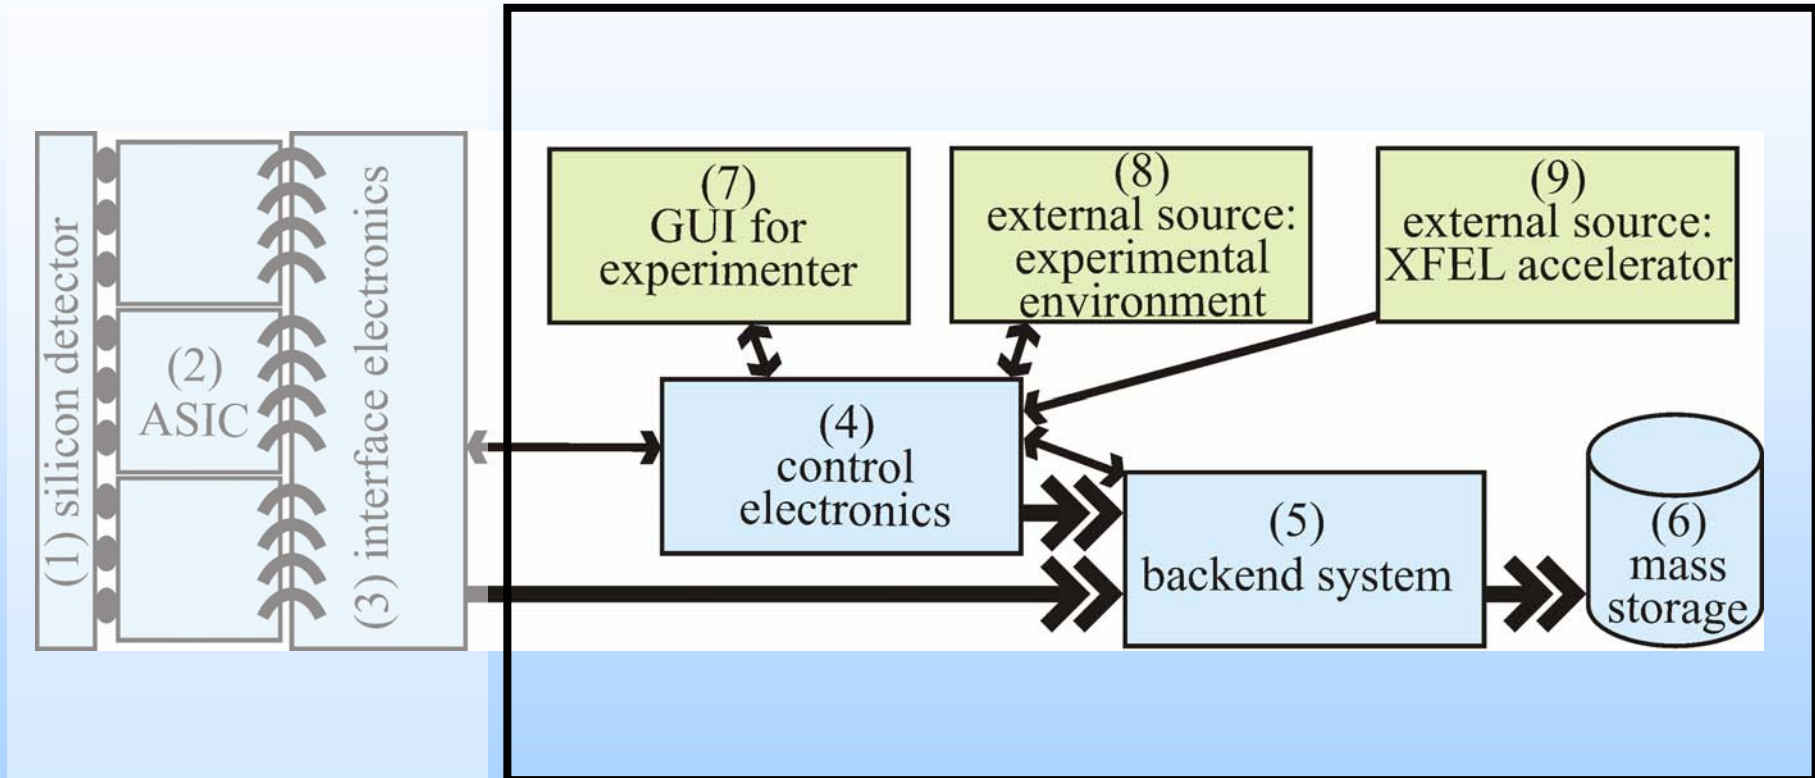 (1) silicon detector
(2)
ASIC
(3) interface electronics
(7)
GUI for
experimenter
(8)
external source:
experimental
environment
(9)
external source:
XFEL accelerator
(4)
control
electronics
(5)
backend system
(6)
mass
storage